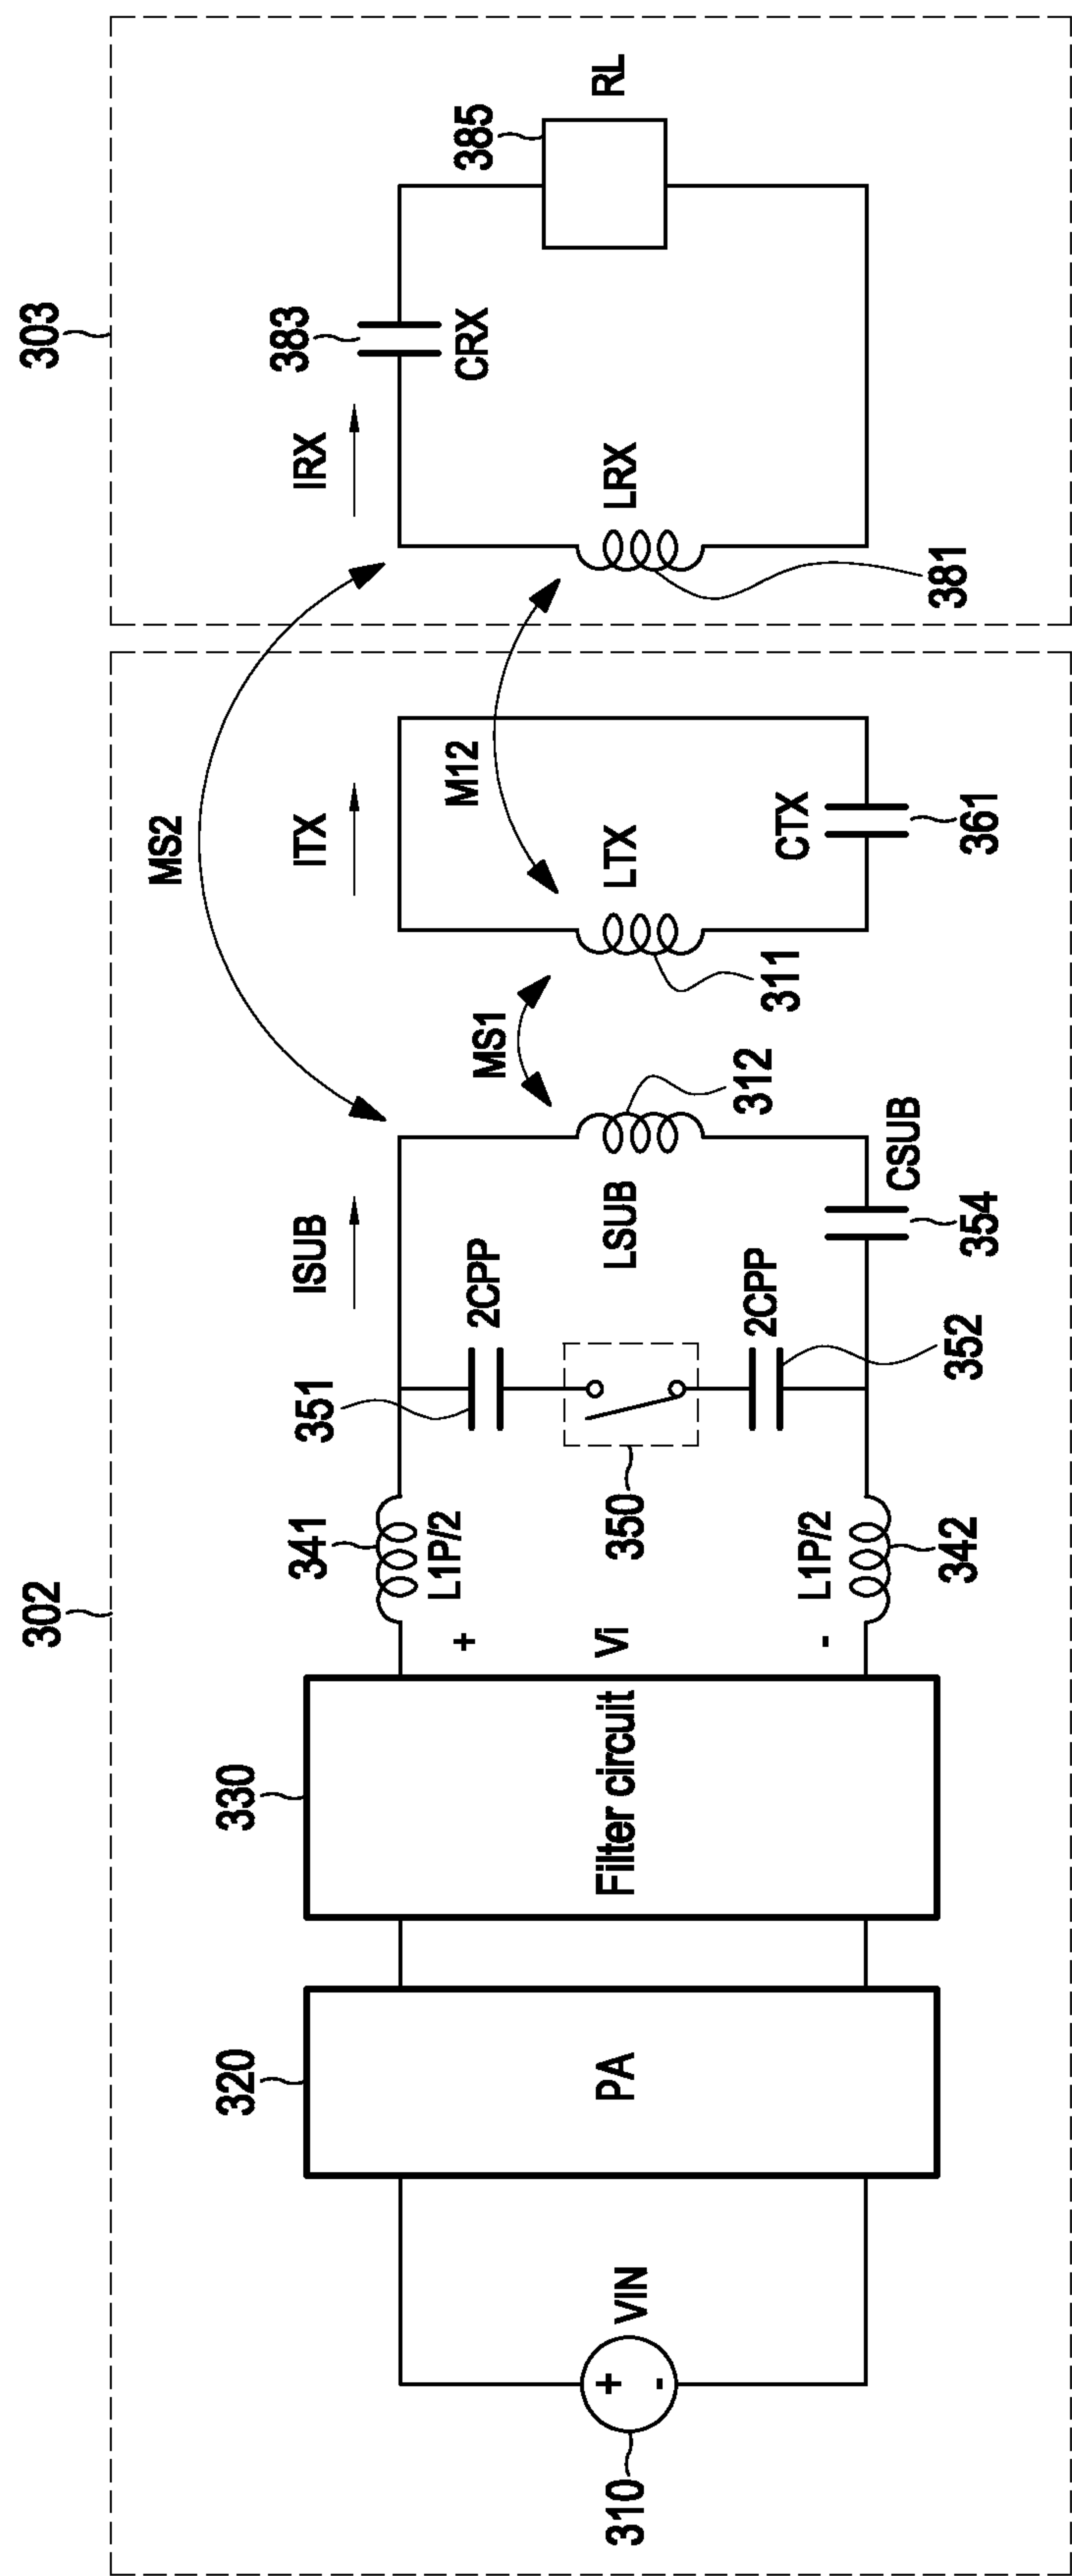 302
303
310
VIN
+
-
320
PA
330
Filter circuit
+
Vi
-
341
L1P/2
L1P/2
342
351
2CPP
350
2CPP
352
ISUB
LSUB
312
CSUB
354
MS1
MS2
ITX
LTX
311
CTX
361
M12
IRX
LRX
381
383
CRX
385
RL